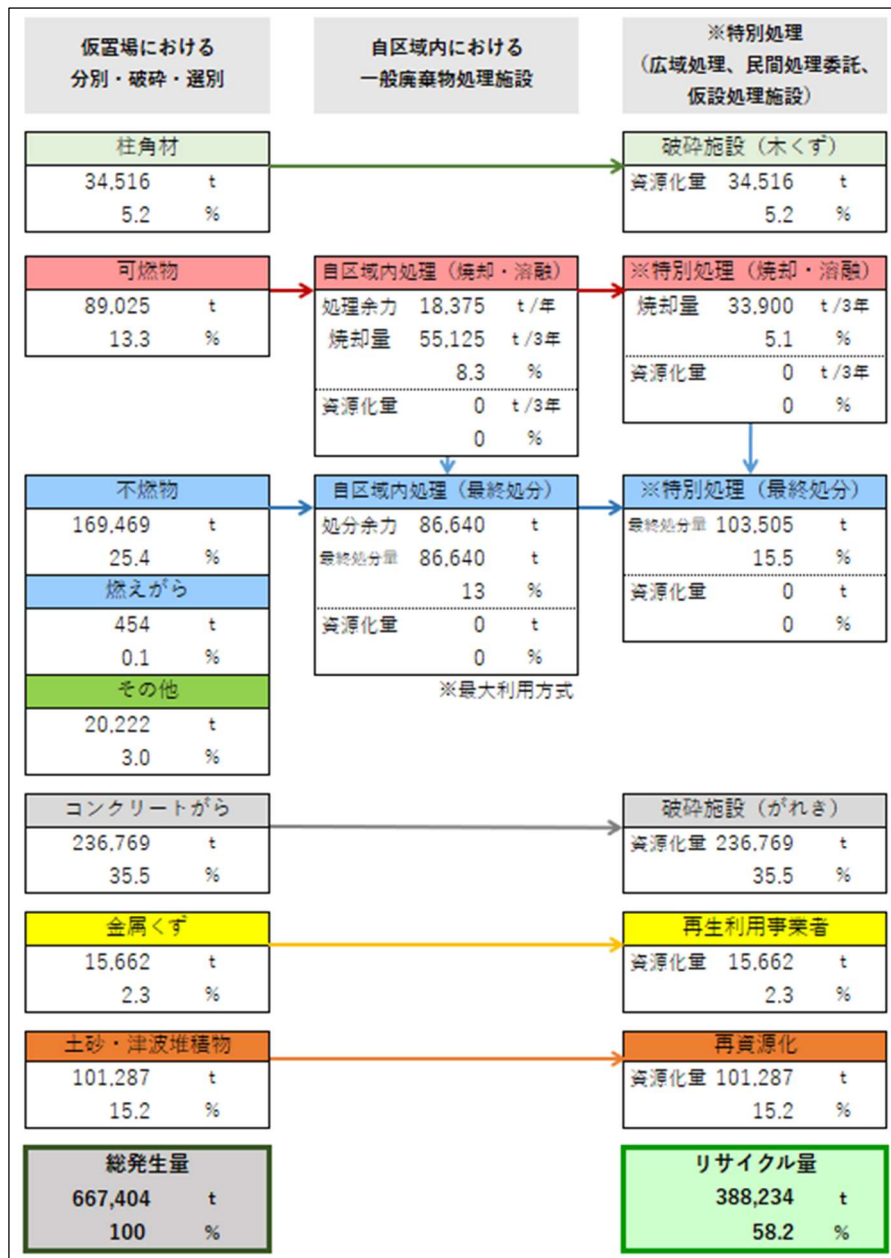 仮置場における
分別・破砕・選別
自区域内における
一般廃棄物処理施設
※特別処理
(広域処理、民間処理委託、
仮設処理施設)
柱角材
34,516 t
5.2 %
破砕施設(木くず)
資源化量 34,516 t
5.2 %
可燃物
89,025 t
13.3 %
自区域内処理(焼却・溶融)
処理余力 18,375 t/年
焼却量 55,125 t/3年
8.3 %
資源化量 0 t/3年
0 %
※特別処理(焼却・溶融)
焼却量 33,900 t/3年
5.1 %
資源化量 0 t/3年
0 %
不燃物
169,469 t
25.4 %
燃えがら
454 t
0.1 %
その他
20,222 t
3.0 %
自区域内処理(最終処分)
処分余力 86,640 t
最終処分量 86,640 t
13 %
資源化量 0 t
0 %
※最大利用方式
※特別処理(最終処分)
最終処分量 103,505 t
15.5 %
資源化量 0 t
0 %
コンクリートがら
236,769 t
35.5 %
破砕施設(がれき)
資源化量 236,769 t
35.5 %
金属くず
15,662 t
2.3 %
再生利用事業者
資源化量 15,662 t
2.3 %
土砂・津波堆積物
101,287 t
15.2 %
再資源化
資源化量 101,287 t
15.2 %
総発生量
667,404 t
100 %
リサイクル量
388,234 t
58.2 %